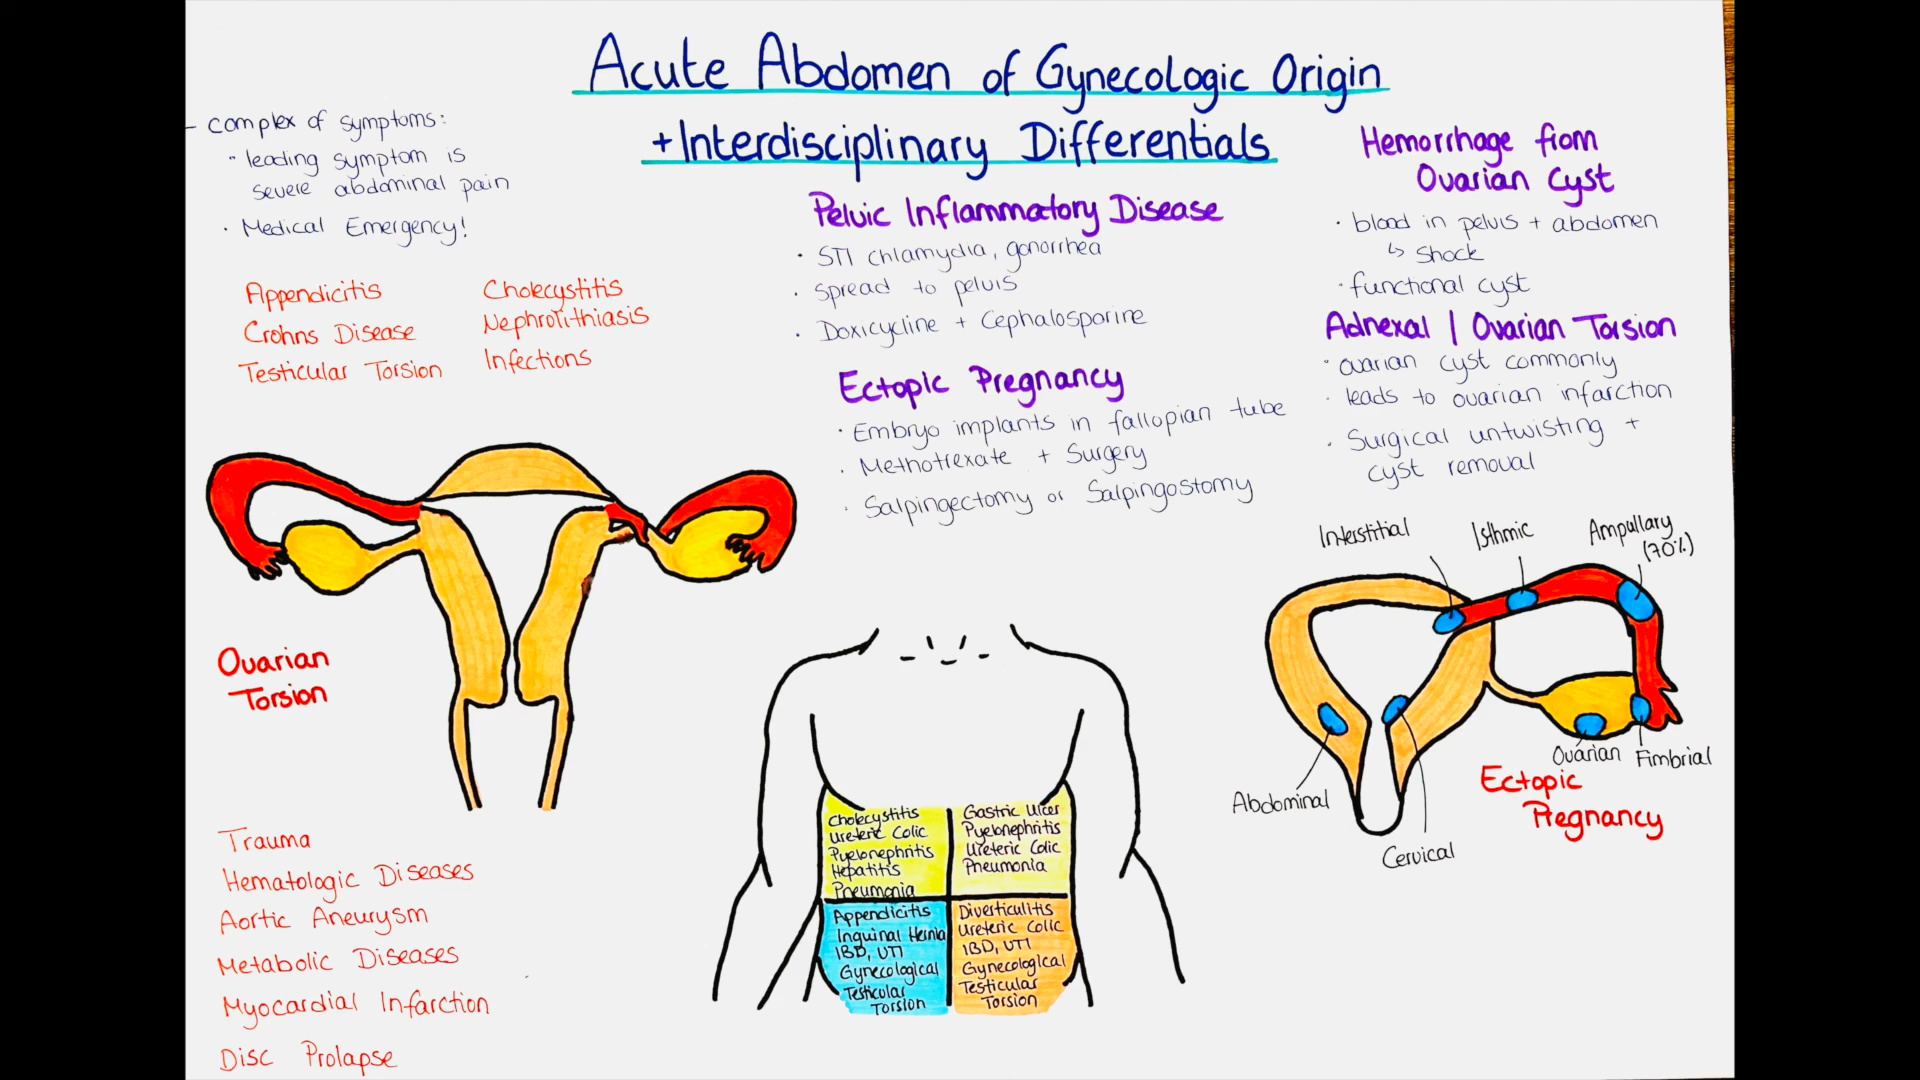 Acute Abdomen of Gynecologic Origin
+ Interdisciplinary Differentials
- complex of symptoms:
• leading symptom is
severe abdominal pain
• Medical Emergency!
Appendicitis
Crohns Disease
Testicular Torsion
Cholecystitis
Nephrolithiasis
Infections
Pelvic Inflammatory Disease
• STI chlamydia, gonorrhea
• spread to pelvis
• Doxicycline + Cephalosporine
Ectopic Pregnancy
• Embryo implants in fallopian tube
• Methotrexate + Surgery
• Salpingectomy or Salpingostomy
Hemorrhage from
Ovarian Cyst
• blood in pelvis + abdomen
↳ Shock
• functional cyst
Adnexal | Ovarian Torsion
• ovarian cyst commonly
• leads to ovarian infarction
• Surgical untwisting +
cyst removal
Ovarian
Torsion
Trauma
Hematologic Diseases
Aortic Aneurysm
Metabolic Diseases
Myocardial Infarction
Disc Prolapse
Cholecystitis
Ureteric Colic
Pyelonephritis
Hepatitis
Pneumonia
Gastric Ulcer
Pyelonephritis
Ureteric Colic
Pneumonia
Appendicitis
Inguinal Hernia
IBD, UTI
Gynecological
Testicular
Torsion
Diverticulitis
Ureteric Colic
IBD, UTI
Gynecological
Testicular
Torsion
Interstitial
Isthmic
Ampullary
(70%)
Ovarian
Fimbrial
Abdominal
Cervical
Ectopic
Pregnancy